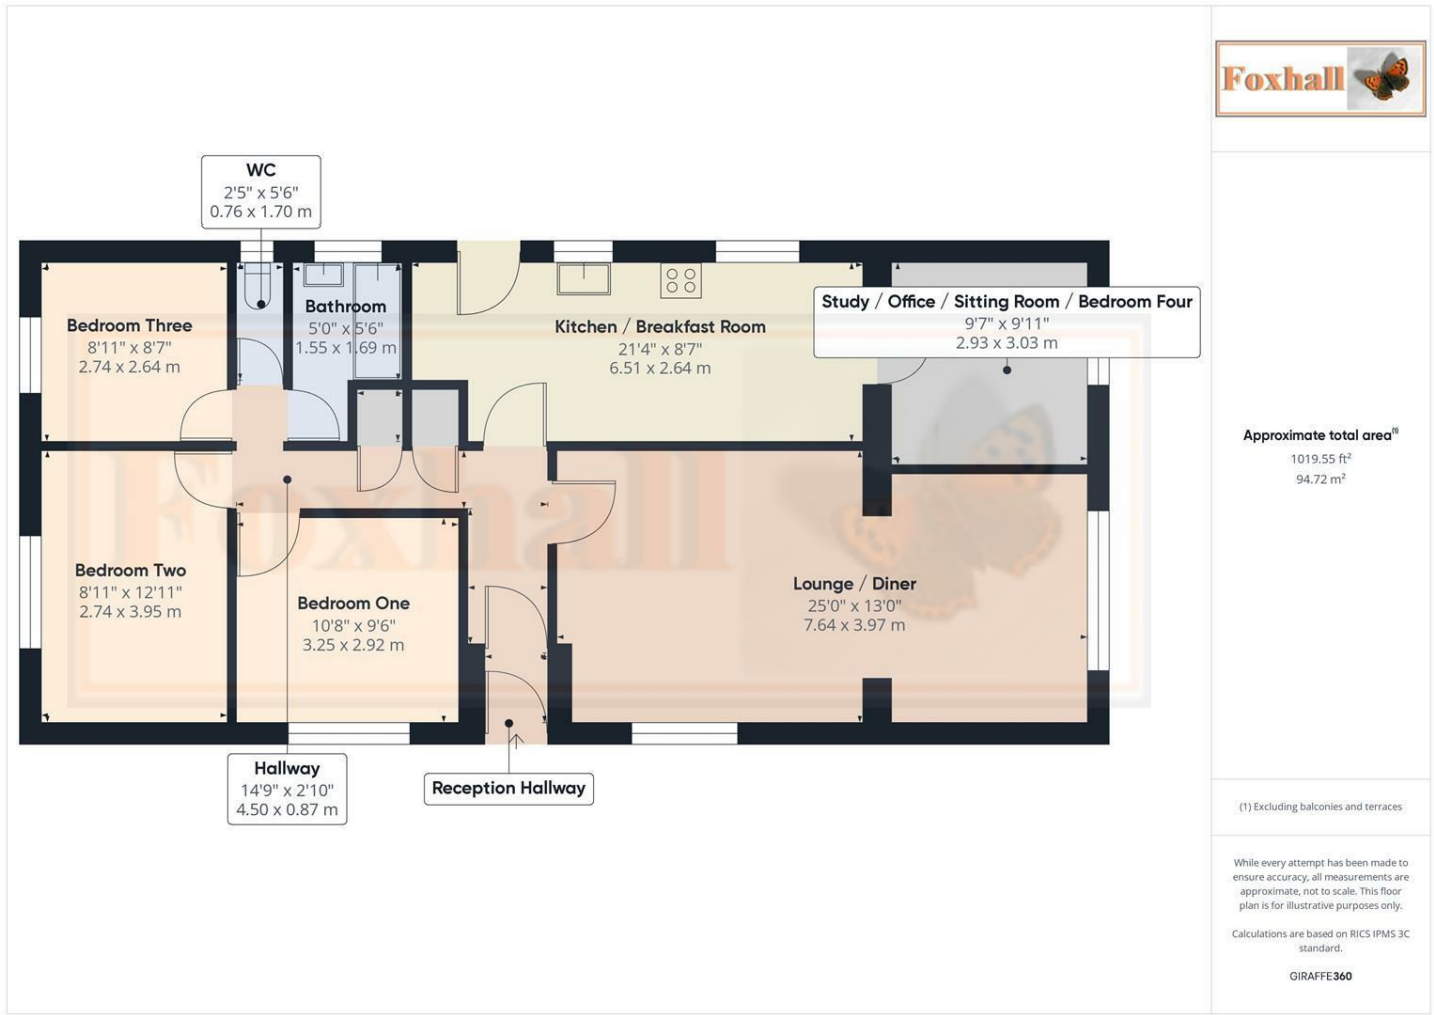 Foxhall
WC
2'5" x 5'6"
0.76 x 1.70 m
Bedroom Three
8'11" x 8'7"
2.74 x 2.64 m
Bathroom
5'0" x 5'6"
1.55 x 1.69 m
Kitchen / Breakfast Room
21'4" x 8'7"
6.51 x 2.64 m
Study / Office / Sitting Room / Bedroom Four
9'7" x 9'11"
2.93 x 3.03 m
Foxhall
Bedroom Two
8'11" x 12'11"
2.74 x 3.95 m
Bedroom One
10'8" x 9'6"
3.25 x 2.92 m
Lounge / Diner
25'0" x 13'0"
7.64 x 3.97 m
Hallway
14'9" x 2'10"
4.50 x 0.87 m
Reception Hallway
Approximate total area(1)
1019.55 ft²
94.72 m²
(1) Excluding balconies and terraces
While every attempt has been made to
ensure accuracy, all measurements are
approximate, not to scale. This floor
plan is for illustrative purposes only.
Calculations are based on RICS IPMS 3C
standard.
GIRAFFE360